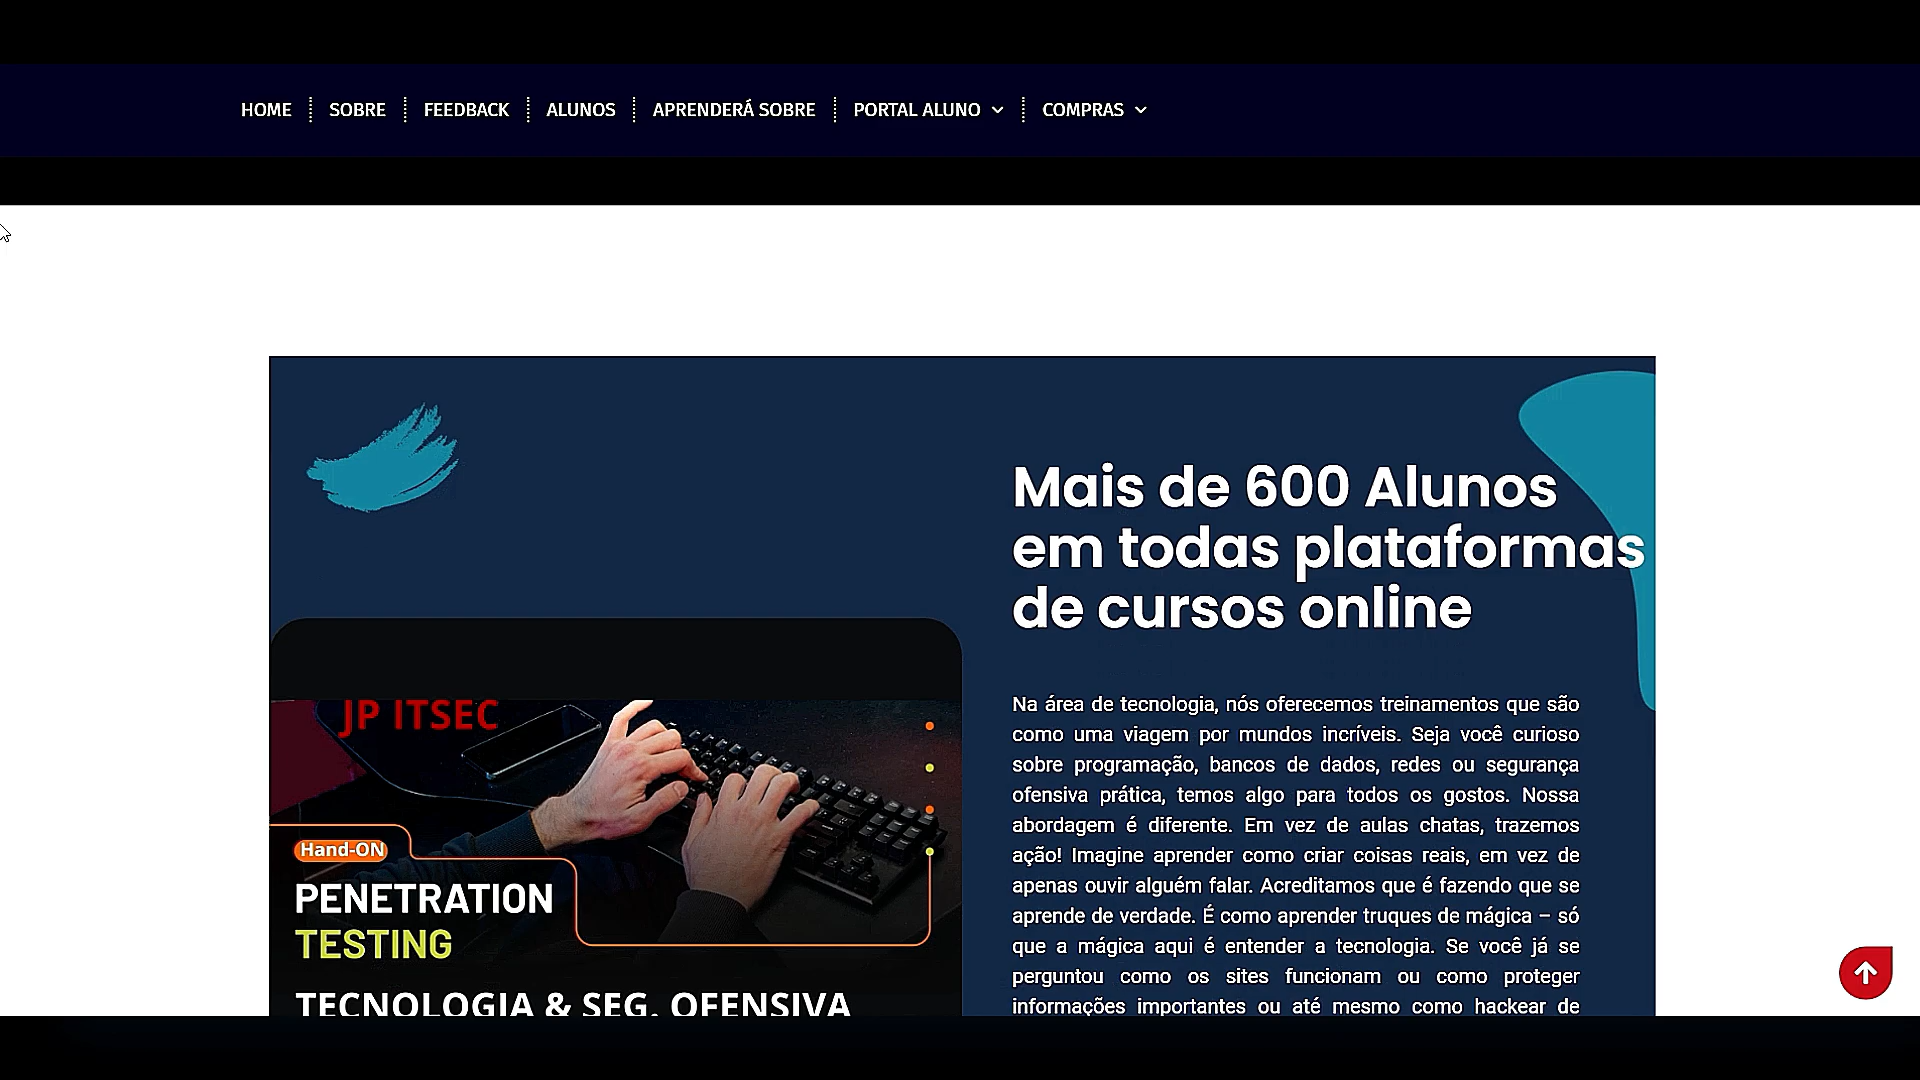 HOME
SOBRE
FEEDBACK
ALUNOS
APRENDERÁ SOBRE
PORTAL ALUNO
COMPRAS
Mais de 600 Alunos
em todas plataformas
de cursos online
Na área de tecnologia, nós oferecemos treinamentos que são
como uma viagem por mundos incríveis. Seja você curioso
sobre programação, bancos de dados, redes ou segurança
ofensiva prática, temos algo para todos os gostos. Nossa
abordagem é diferente. Em vez de aulas chatas, trazemos
ação! Imagine aprender como criar coisas reais, em vez de
apenas ouvir alguém falar. Acreditamos que é fazendo que se
aprende de verdade. É como aprender truques de mágica – só
que a mágica aqui é entender a tecnologia. Se você já se
perguntou como os sites funcionam ou como proteger
informações importantes ou até mesmo como hackear de
JP ITSEC
Hand-ON
PENETRATION
TESTING
TECNOLOGIA & SEG. OFENSIVA